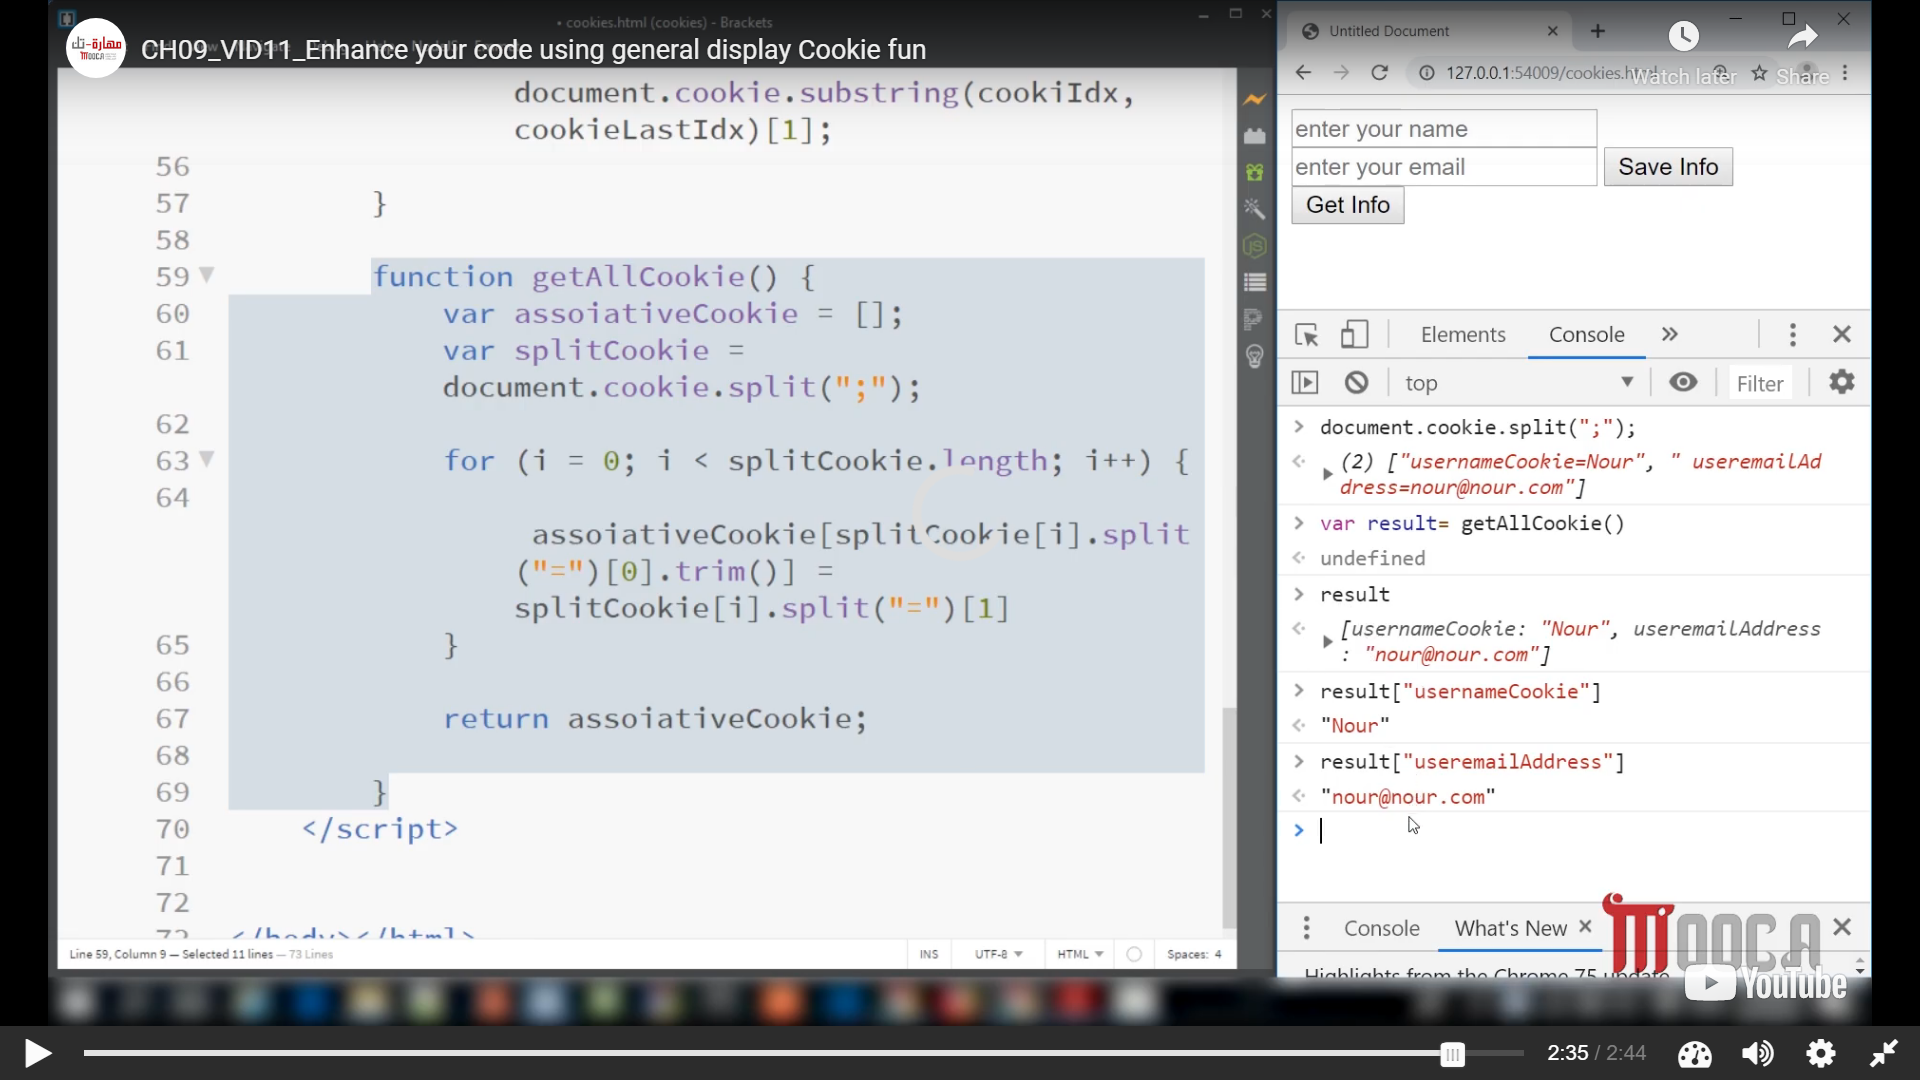 • cookies.html (cookies) - Brackets
مهارة-تك
MOOCA
CH09_VID11_Enhance your code using general display Cookie fun
document.cookie.substring(cookiIdx,
cookieLastIdx)[1];
56
57 }
58
59 function getAllCookie() {
60 var assoiativeCookie = [];
61 var splitCookie =
document.cookie.split(";");
62
63 for (i = 0; i < splitCookie.length; i++) {
64
assoiativeCookie[splitCookie[i].split
("=")[0].trim()] =
splitCookie[i].split("=")[1]
65 }
66
67 return assoiativeCookie;
68
69 }
70 </script>
71
72
73 </body></html>
Line 59, Column 9 — Selected 11 lines — 73 Lines
INS UTF-8 HTML Spaces: 4
Untitled Document
127.0.0.1:54009/cookies.html
Watch later Share
enter your name
enter your email Save Info
Get Info
Elements Console »
top Filter
> document.cookie.split(";");
(2) ["usernameCookie=Nour", " useremailAd
dress=nour@nour.com"]
> var result= getAllCookie()
undefined
> result
[usernameCookie: "Nour", useremailAddress
: "nour@nour.com"]
> result["usernameCookie"]
"Nour"
> result["useremailAddress"]
"nour@nour.com"
>
Console What's New
Highlights from the Chrome 75 update
MOOCA
YouTube
2:35 / 2:44